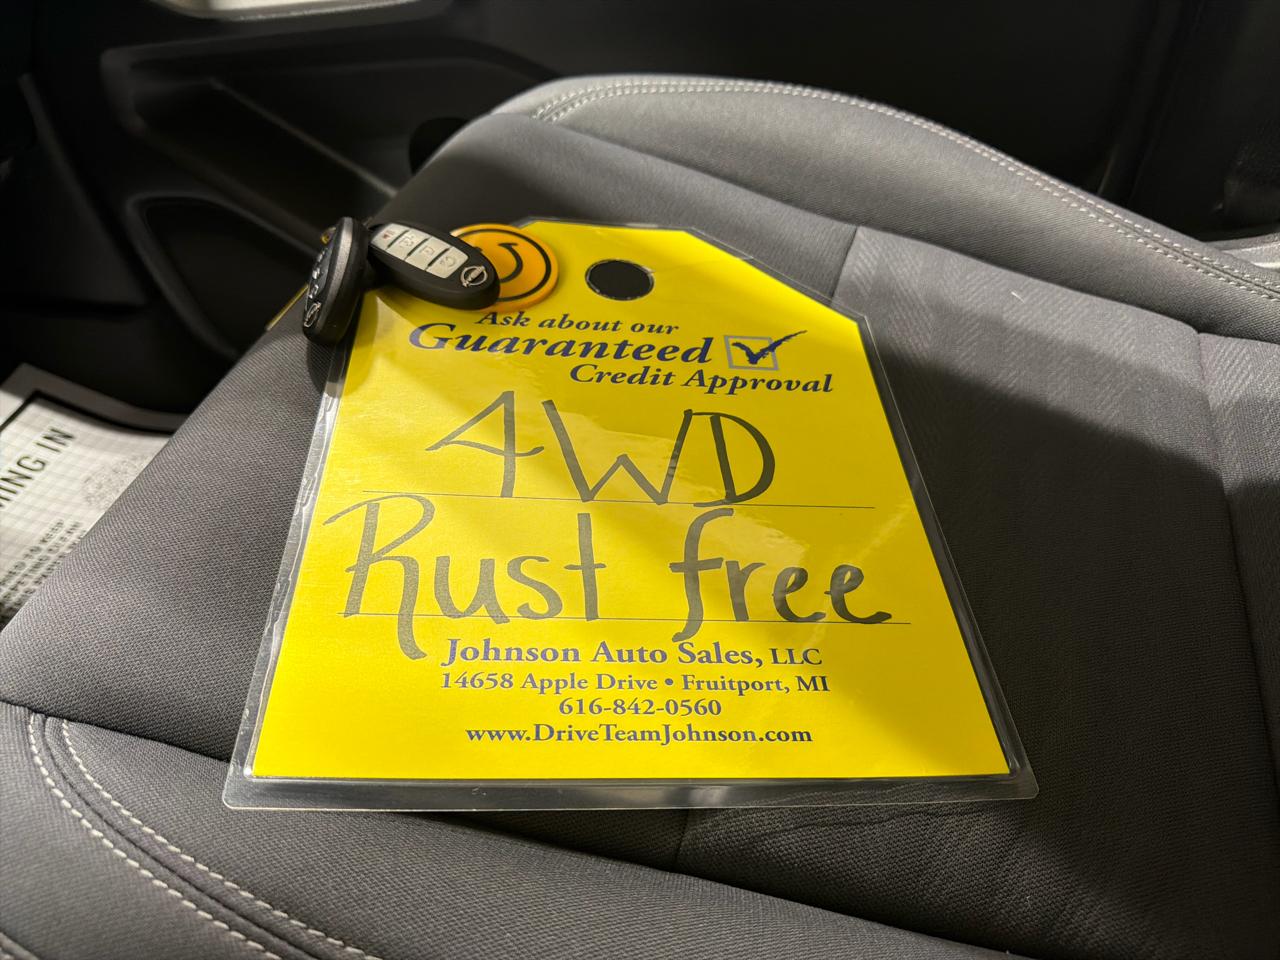 Ask about our
Guaranteed
Credit Approval
4WD
Rust free
Johnson Auto Sales, LLC
14658 Apple Drive • Fruitport, MI
616-842-0560
www.DriveTeamJohnson.com
IN